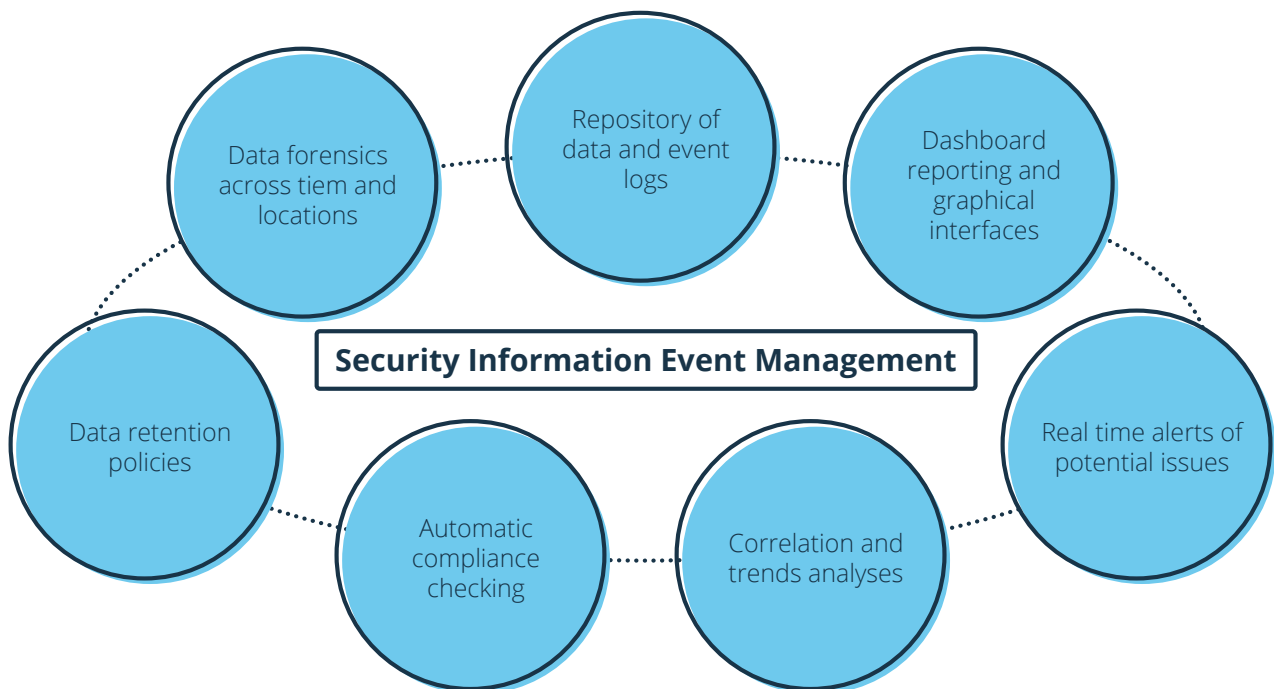 Repository of
data and event
logs
Data forensics
across tiem and
locations
Dashboard
reporting and
graphical
interfaces
Security Information Event Management
Data retention
policies
Real time alerts of
potential issues
Automatic
compliance
checking
Correlation and
trends analyses